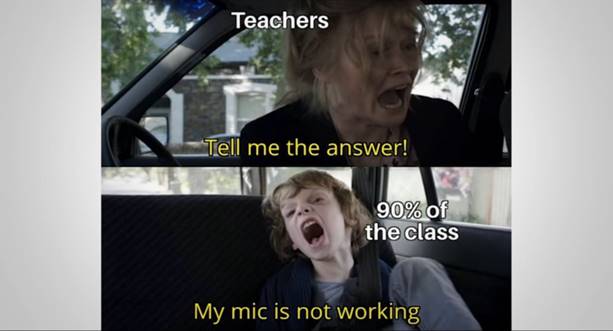 Teachers
Tell me the answer!
90% of
the class
My mic is not working